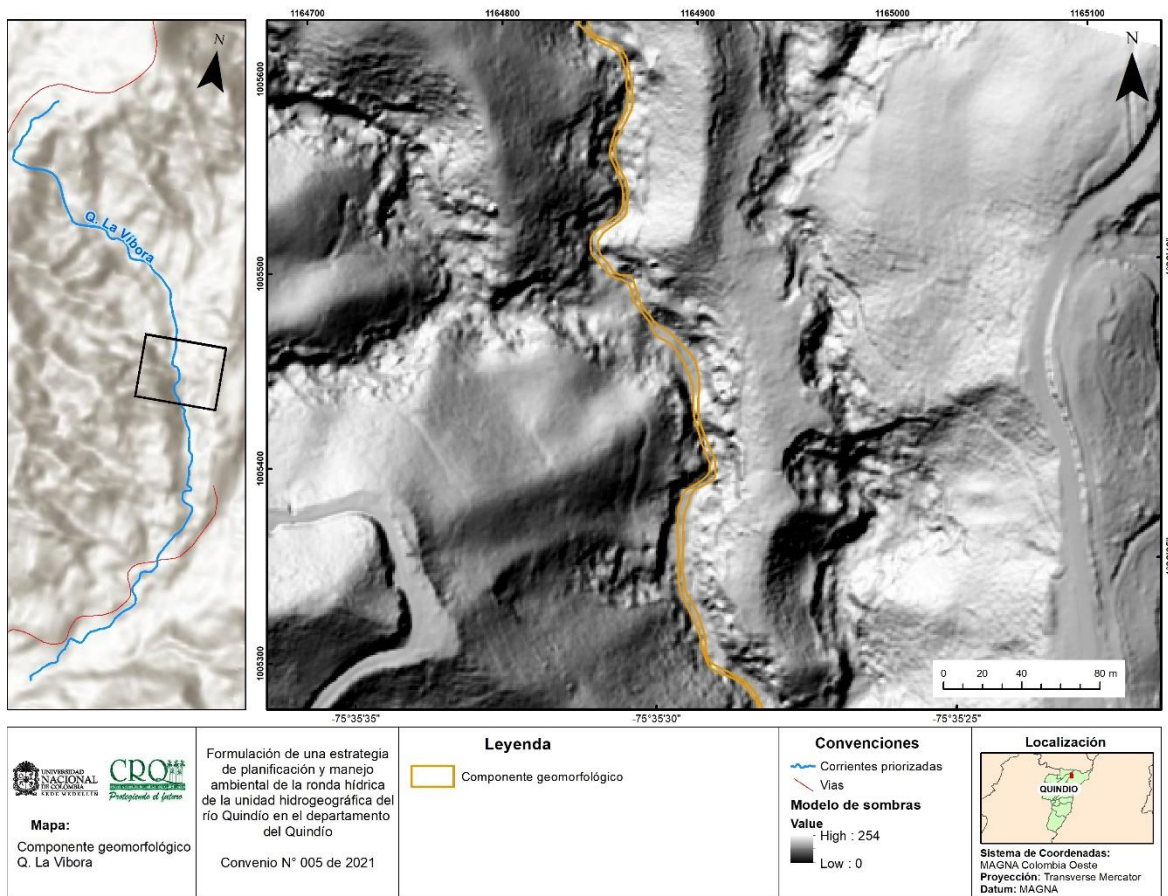 N
Q. La Víbora
1164700
1164800
1164900
1165000
1165100
1005600
1005500
1005400
1005300
N
0 20 40 80 m
-75°35'35"
-75°35'30"
-75°35'25"
UNIVERSIDAD
NACIONAL
DE COLOMBIA
SEDE MEDELLÍN
CRQ
Protegiendo el futuro
Mapa:
Componente geomorfológico
Q. La Vibora
Formulación de una estrategia
de planificación y manejo
ambiental de la ronda hídrica
de la unidad hidrogeográfica del
río Quindío en el departamento
del Quindío
Convenio N° 005 de 2021
Leyenda
Componente geomorfológico
Convenciones
Corrientes priorizadas
Vias
Modelo de sombras
Value
High : 254
Low : 0
Localización
QUINDIO
Sistema de Coordenadas:
MAGNA Colombia Oeste
Proyección: Transverse Mercator
Datum: MAGNA